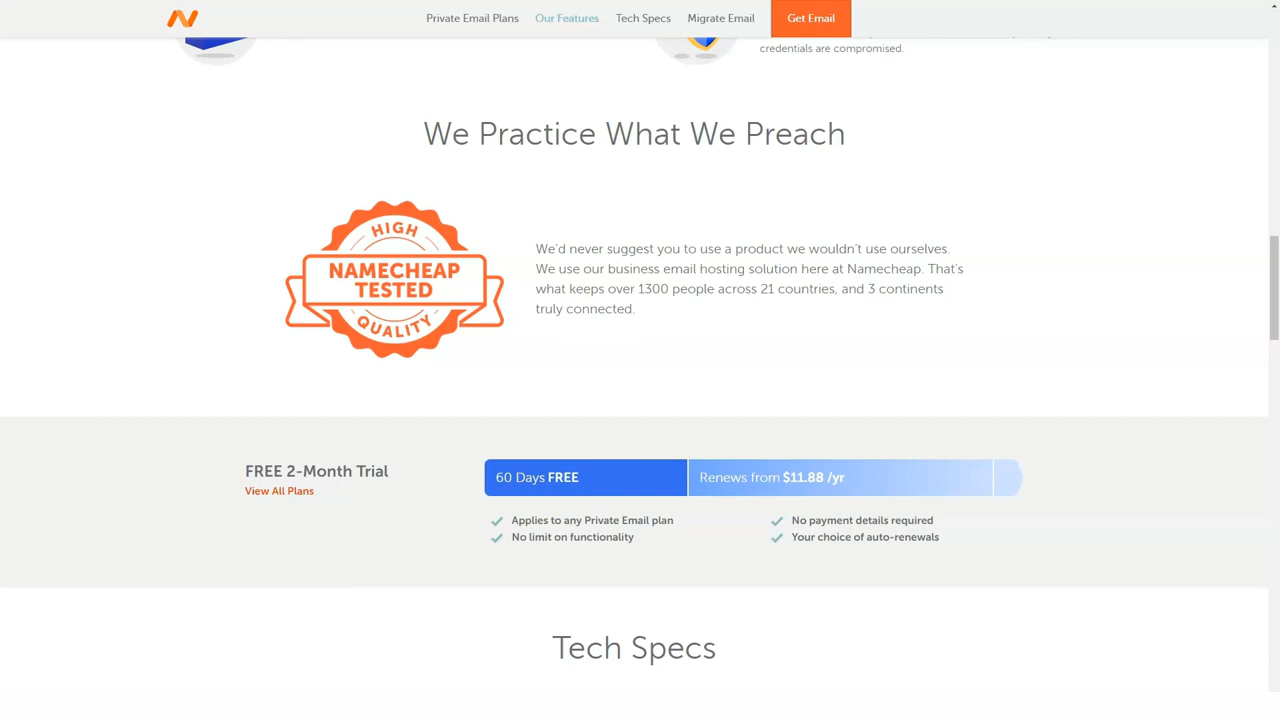 Private Email Plans
Our Features
Tech Specs
Migrate Email
Get Email
credentials are compromised.
We Practice What We Preach
HIGH
NAMECHEAP
TESTED
QUALITY
We'd never suggest you to use a product we wouldn't use ourselves.
We use our business email hosting solution here at Namecheap. That's
what keeps over 1300 people across 21 countries, and 3 continents
truly connected.
FREE 2-Month Trial
View All Plans
60 Days FREE
Renews from $11.88 /yr
Applies to any Private Email plan
No limit on functionality
No payment details required
Your choice of auto-renewals
Tech Specs